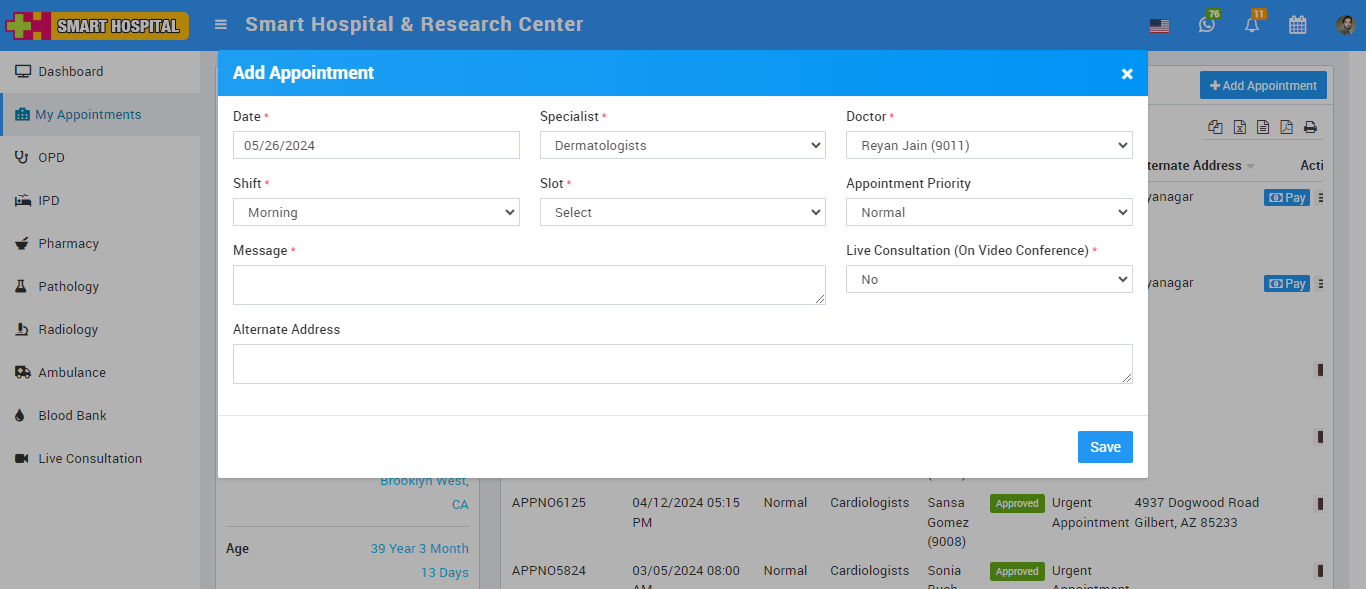 SMART HOSPITAL
Smart Hospital & Research Center
76
11
Dashboard
My Appointments
OPD
IPD
Pharmacy
Pathology
Radiology
Ambulance
Blood Bank
Live Consultation
Add Appointment
×
Date *
Specialist *
Doctor *
05/26/2024
Dermatologists
Reyan Jain (9011)
Shift *
Slot *
Appointment Priority
Morning
Select
Normal
Message *
Live Consultation (On Video Conference) *
No
Alternate Address
Save
+ Add Appointment
ternate Address
Acti
yanagar
Pay
yanagar
Pay
Brooklyn West,
CA
Age
39 Year 3 Month
13 Days
APPNO6125 04/12/2024 05:15 Normal Cardiologists Sansa Approved Urgent 4937 Dogwood Road
PM Gomez Appointment Gilbert, AZ 85233
(9008)
APPNO5824 03/05/2024 08:00 Normal Cardiologists Sonia Approved Urgent